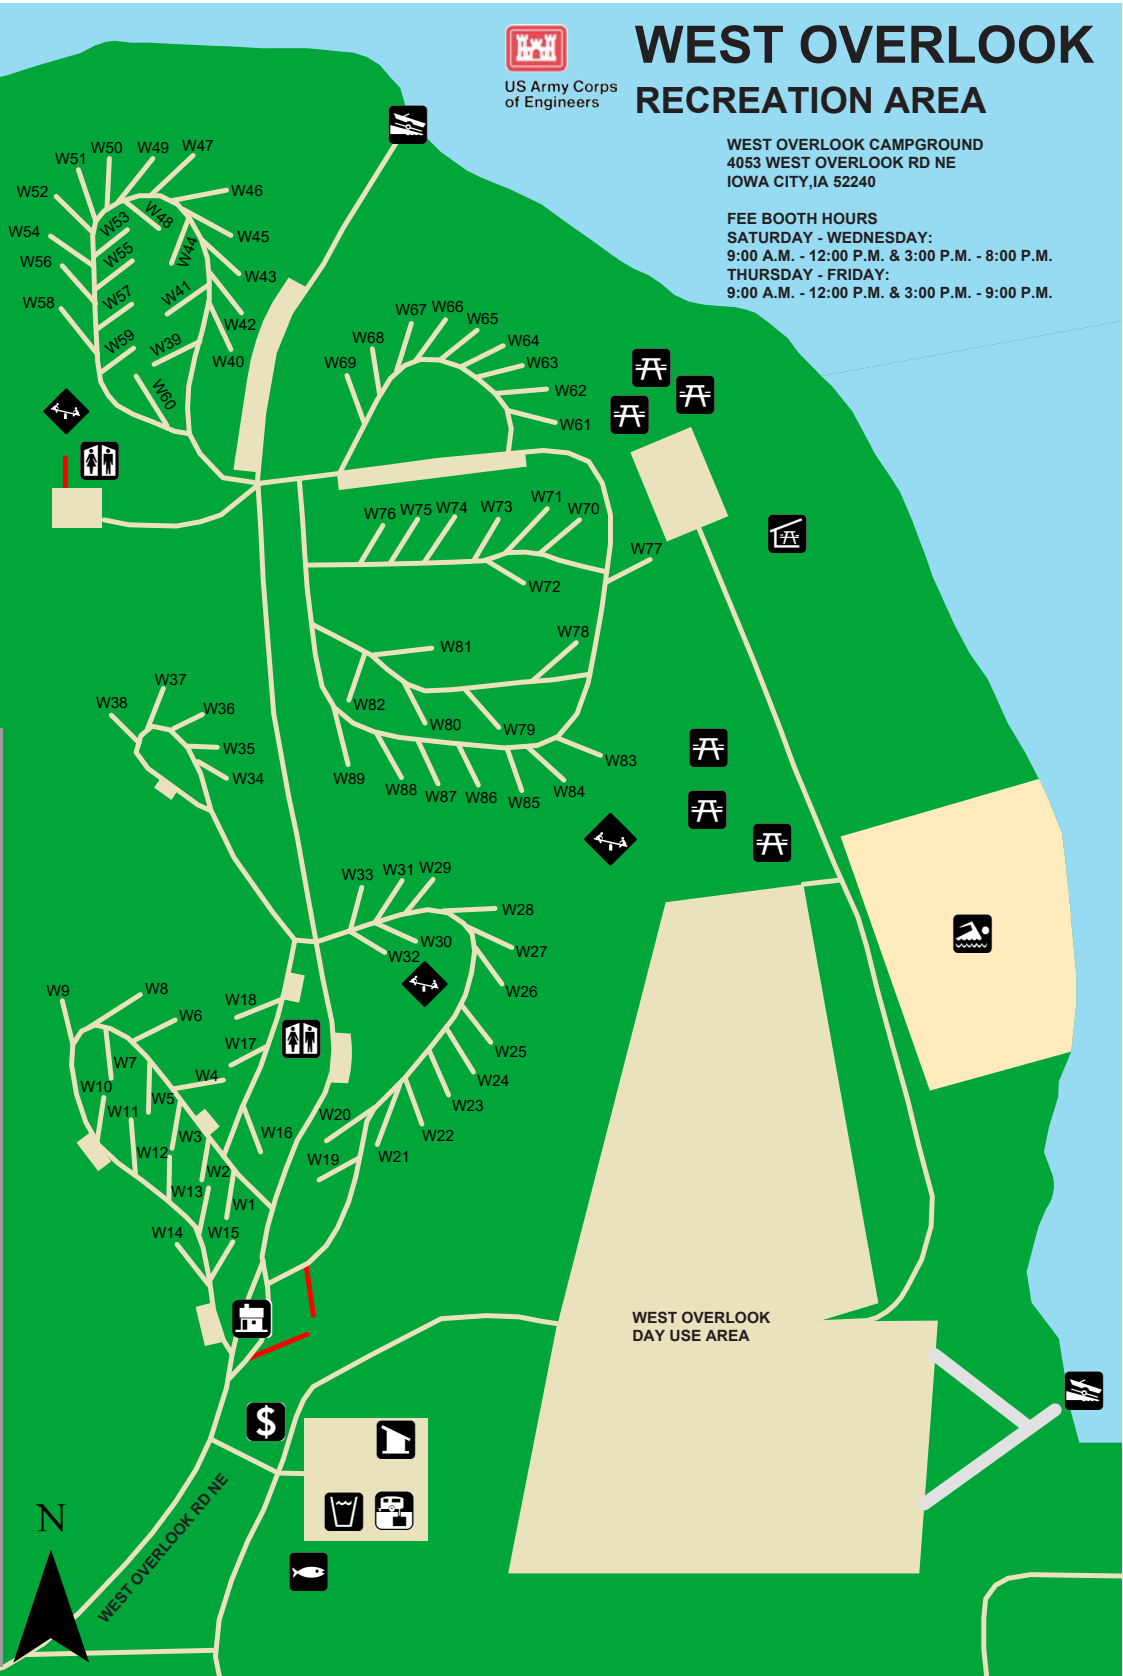 WEST OVERLOOK
RECREATION AREA
US Army Corps
of Engineers
WEST OVERLOOK CAMPGROUND
4053 WEST OVERLOOK RD NE
IOWA CITY,IA 52240
FEE BOOTH HOURS
SATURDAY - WEDNESDAY:
9:00 A.M. - 12:00 P.M. & 3:00 P.M. - 8:00 P.M.
THURSDAY - FRIDAY:
9:00 A.M. - 12:00 P.M. & 3:00 P.M. - 9:00 P.M.
W51
W50
W49
W47
W52
W46
W53
W48
W54
W55
W44
W45
W56
W57
W41
W43
W58
W59
W39
W42
W40
W60
W67
W66
W65
W68
W64
W69
W63
W62
W61
W76
W75
W74
W73
W71
W70
W77
W72
W78
W81
W82
W80
W79
W83
W89
W88
W87
W86
W85
W84
W37
W38
W36
W35
W34
W33
W31
W29
W28
W30
W32
W27
W26
W25
W24
W23
W22
W21
W20
W19
W9
W8
W18
W6
W17
W7
W4
W10
W5
W11
W3
W16
W12
W2
W13
W1
W14
W15
WEST OVERLOOK
DAY USE AREA
$
WEST OVERLOOK RD NE
N